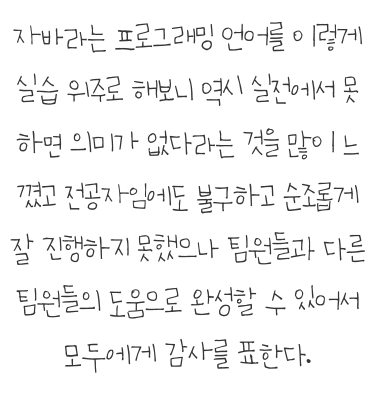 자바라는 프로그래밍 언어를 이렇게
실습 위주로 해보니 역시 실전에서 못
하면 의미가 없다라는 것을 많이 느
꼈고 전공자임에도 불구하고 순조롭게
잘 진행하지 못했으나 팀원들과 다른
팀원들의 도움으로 완성할 수 있어서
모두에게 감사를 표한다.